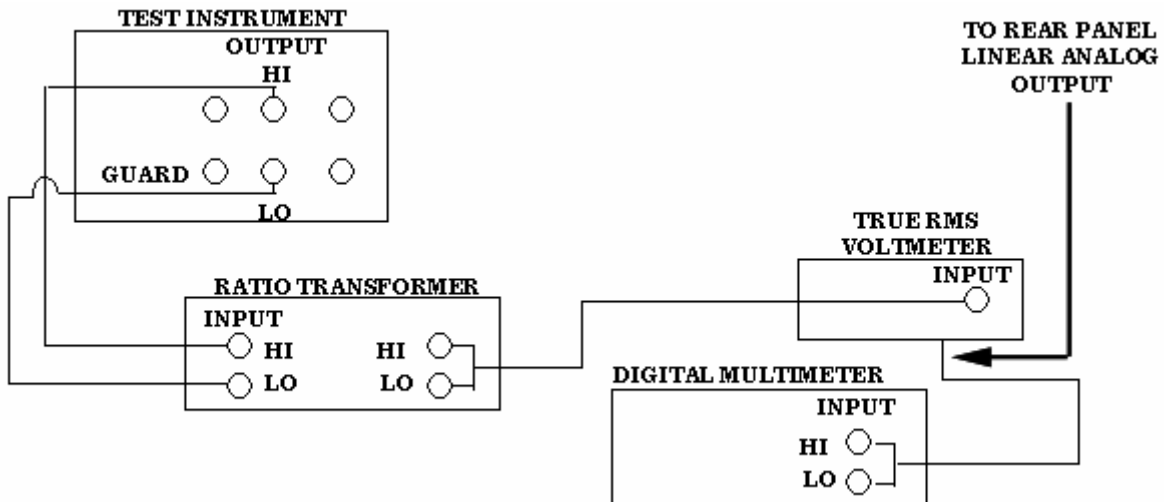 TEST INSTRUMENT
OUTPUT
HI
GUARD
LO
TO REAR PANEL
LINEAR ANALOG
OUTPUT
TRUE RMS
VOLTMETER
INPUT
RATIO TRANSFORMER
INPUT
HI
HI
LO
LO
DIGITAL MULTIMETER
INPUT
HI
LO